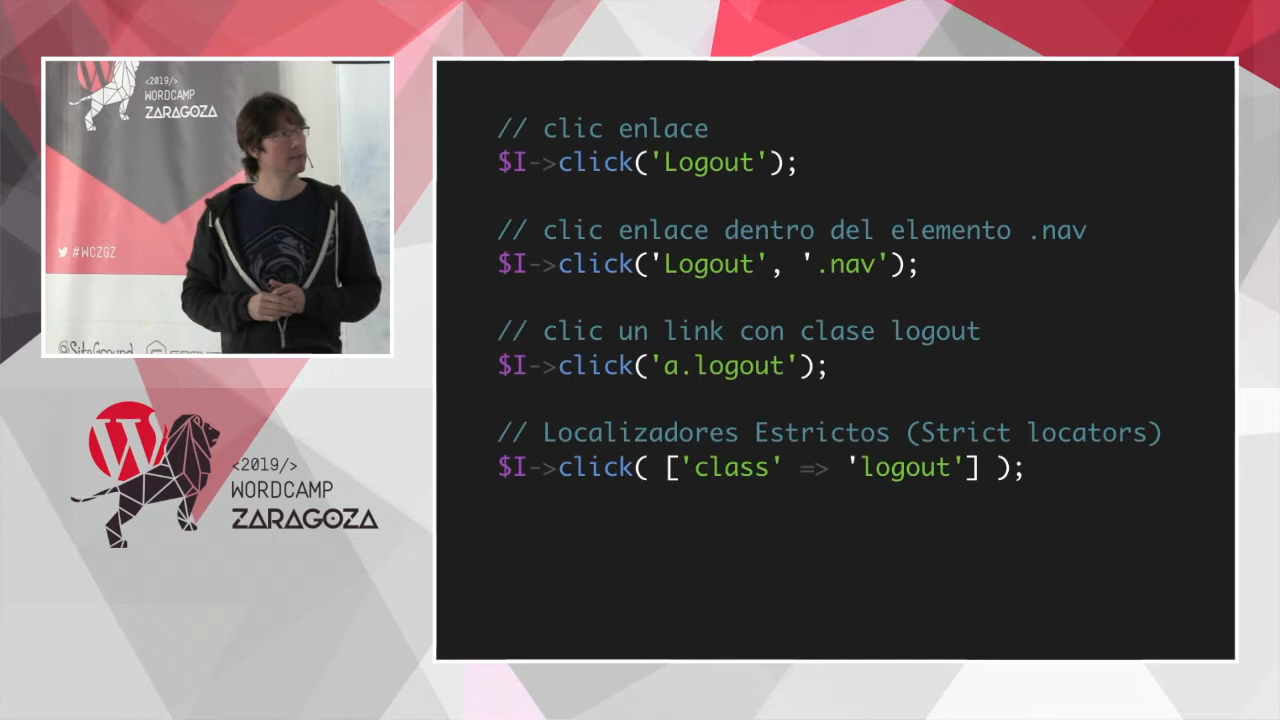 <2019/>
WORDCAMP
ZARAGOZA
#WCZGZ
SiteGround
<2019/>
WORDCAMP
ZARAGOZA
// clic enlace
$I->click('Logout');
// clic enlace dentro del elemento .nav
$I->click('Logout', '.nav');
// clic un link con clase logout
$I->click('a.logout');
// Localizadores Estrictos (Strict locators)
$I->click( ['class' => 'logout'] );